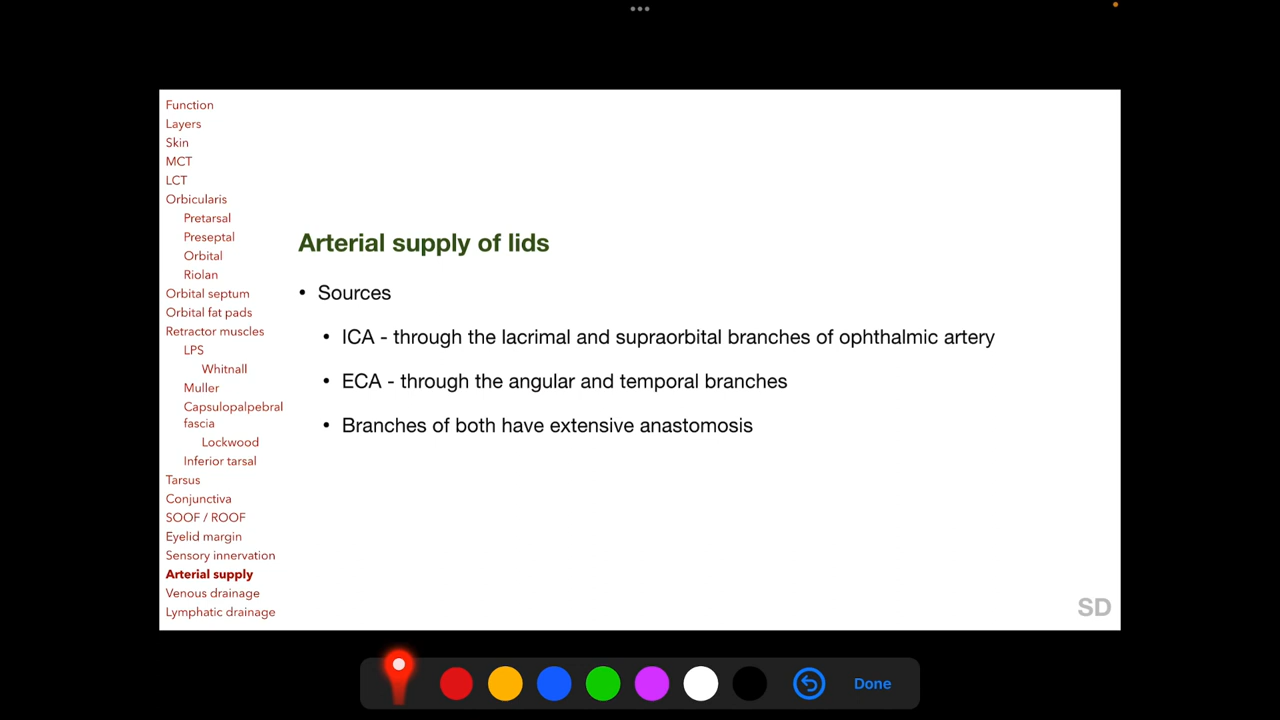 Function
Layers
Skin
MCT
LCT
Orbicularis
Pretarsal
Preseptal
Orbital
Riolan
Orbital septum
Orbital fat pads
Retractor muscles
LPS
Whitnall
Muller
Capsulopalpebral
fascia
Lockwood
Inferior tarsal
Tarsus
Conjunctiva
SOOF / ROOF
Eyelid margin
Sensory innervation
Arterial supply
Venous drainage
Lymphatic drainage
Arterial supply of lids
• Sources
• ICA - through the lacrimal and supraorbital branches of ophthalmic artery
• ECA - through the angular and temporal branches
• Branches of both have extensive anastomosis
SD
Done